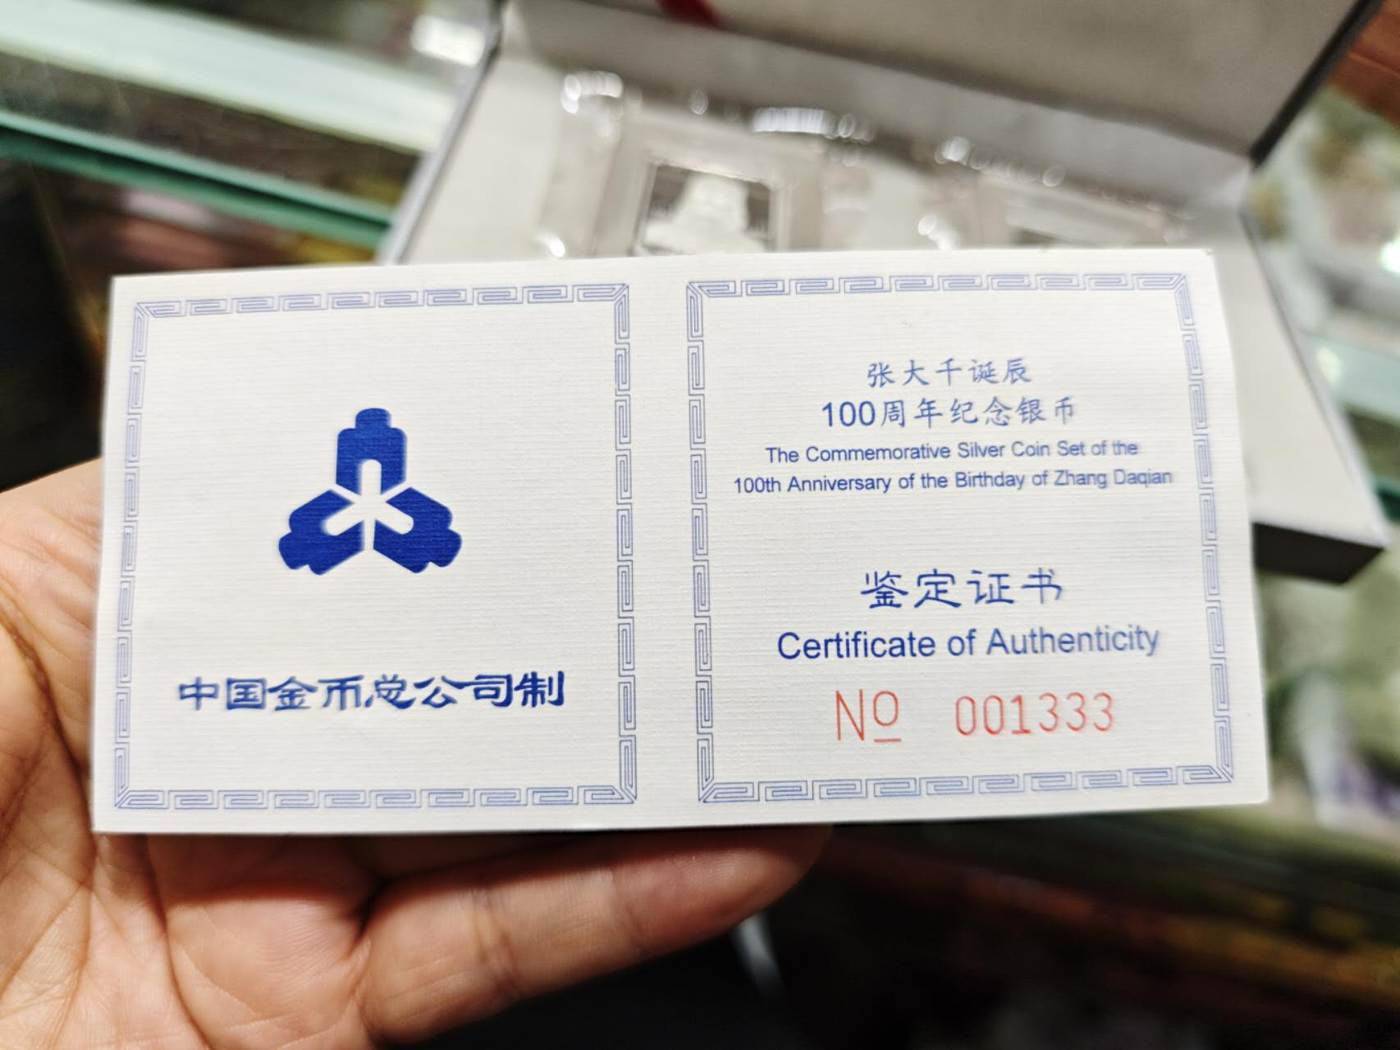 中国金币总公司制
张大千诞辰
100周年纪念银币
The Commemorative Silver Coin Set of the
100th Anniversary of the Birthday of Zhang Daqian
鉴定证书
Certificate of Authenticity
No 001333